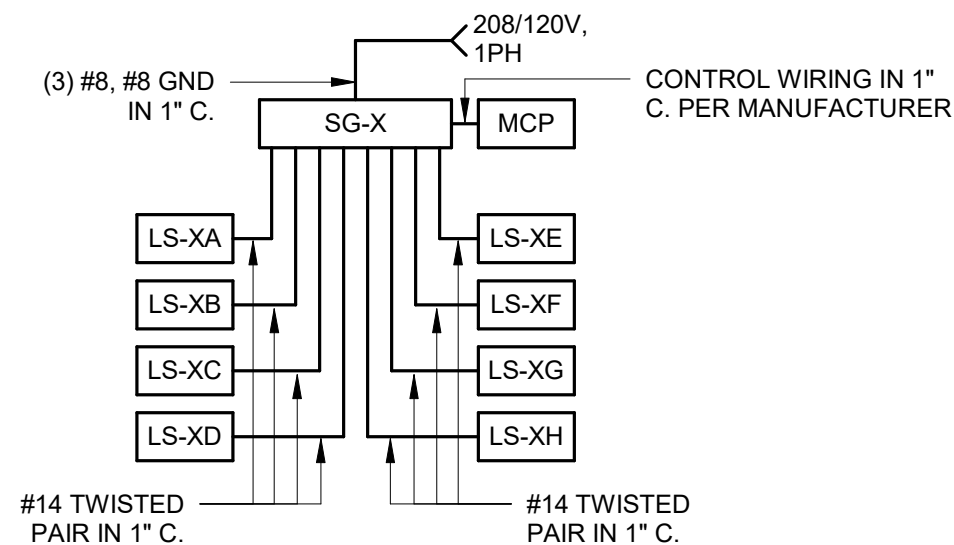 208/120V,
1PH
(3) #8, #8 GND
IN 1" C.
CONTROL WIRING IN 1"
C. PER MANUFACTURER
SG-X
MCP
LS-XA
LS-XE
LS-XB
LS-XF
LS-XC
LS-XG
LS-XD
LS-XH
#14 TWISTED
PAIR IN 1" C.
#14 TWISTED
PAIR IN 1" C.